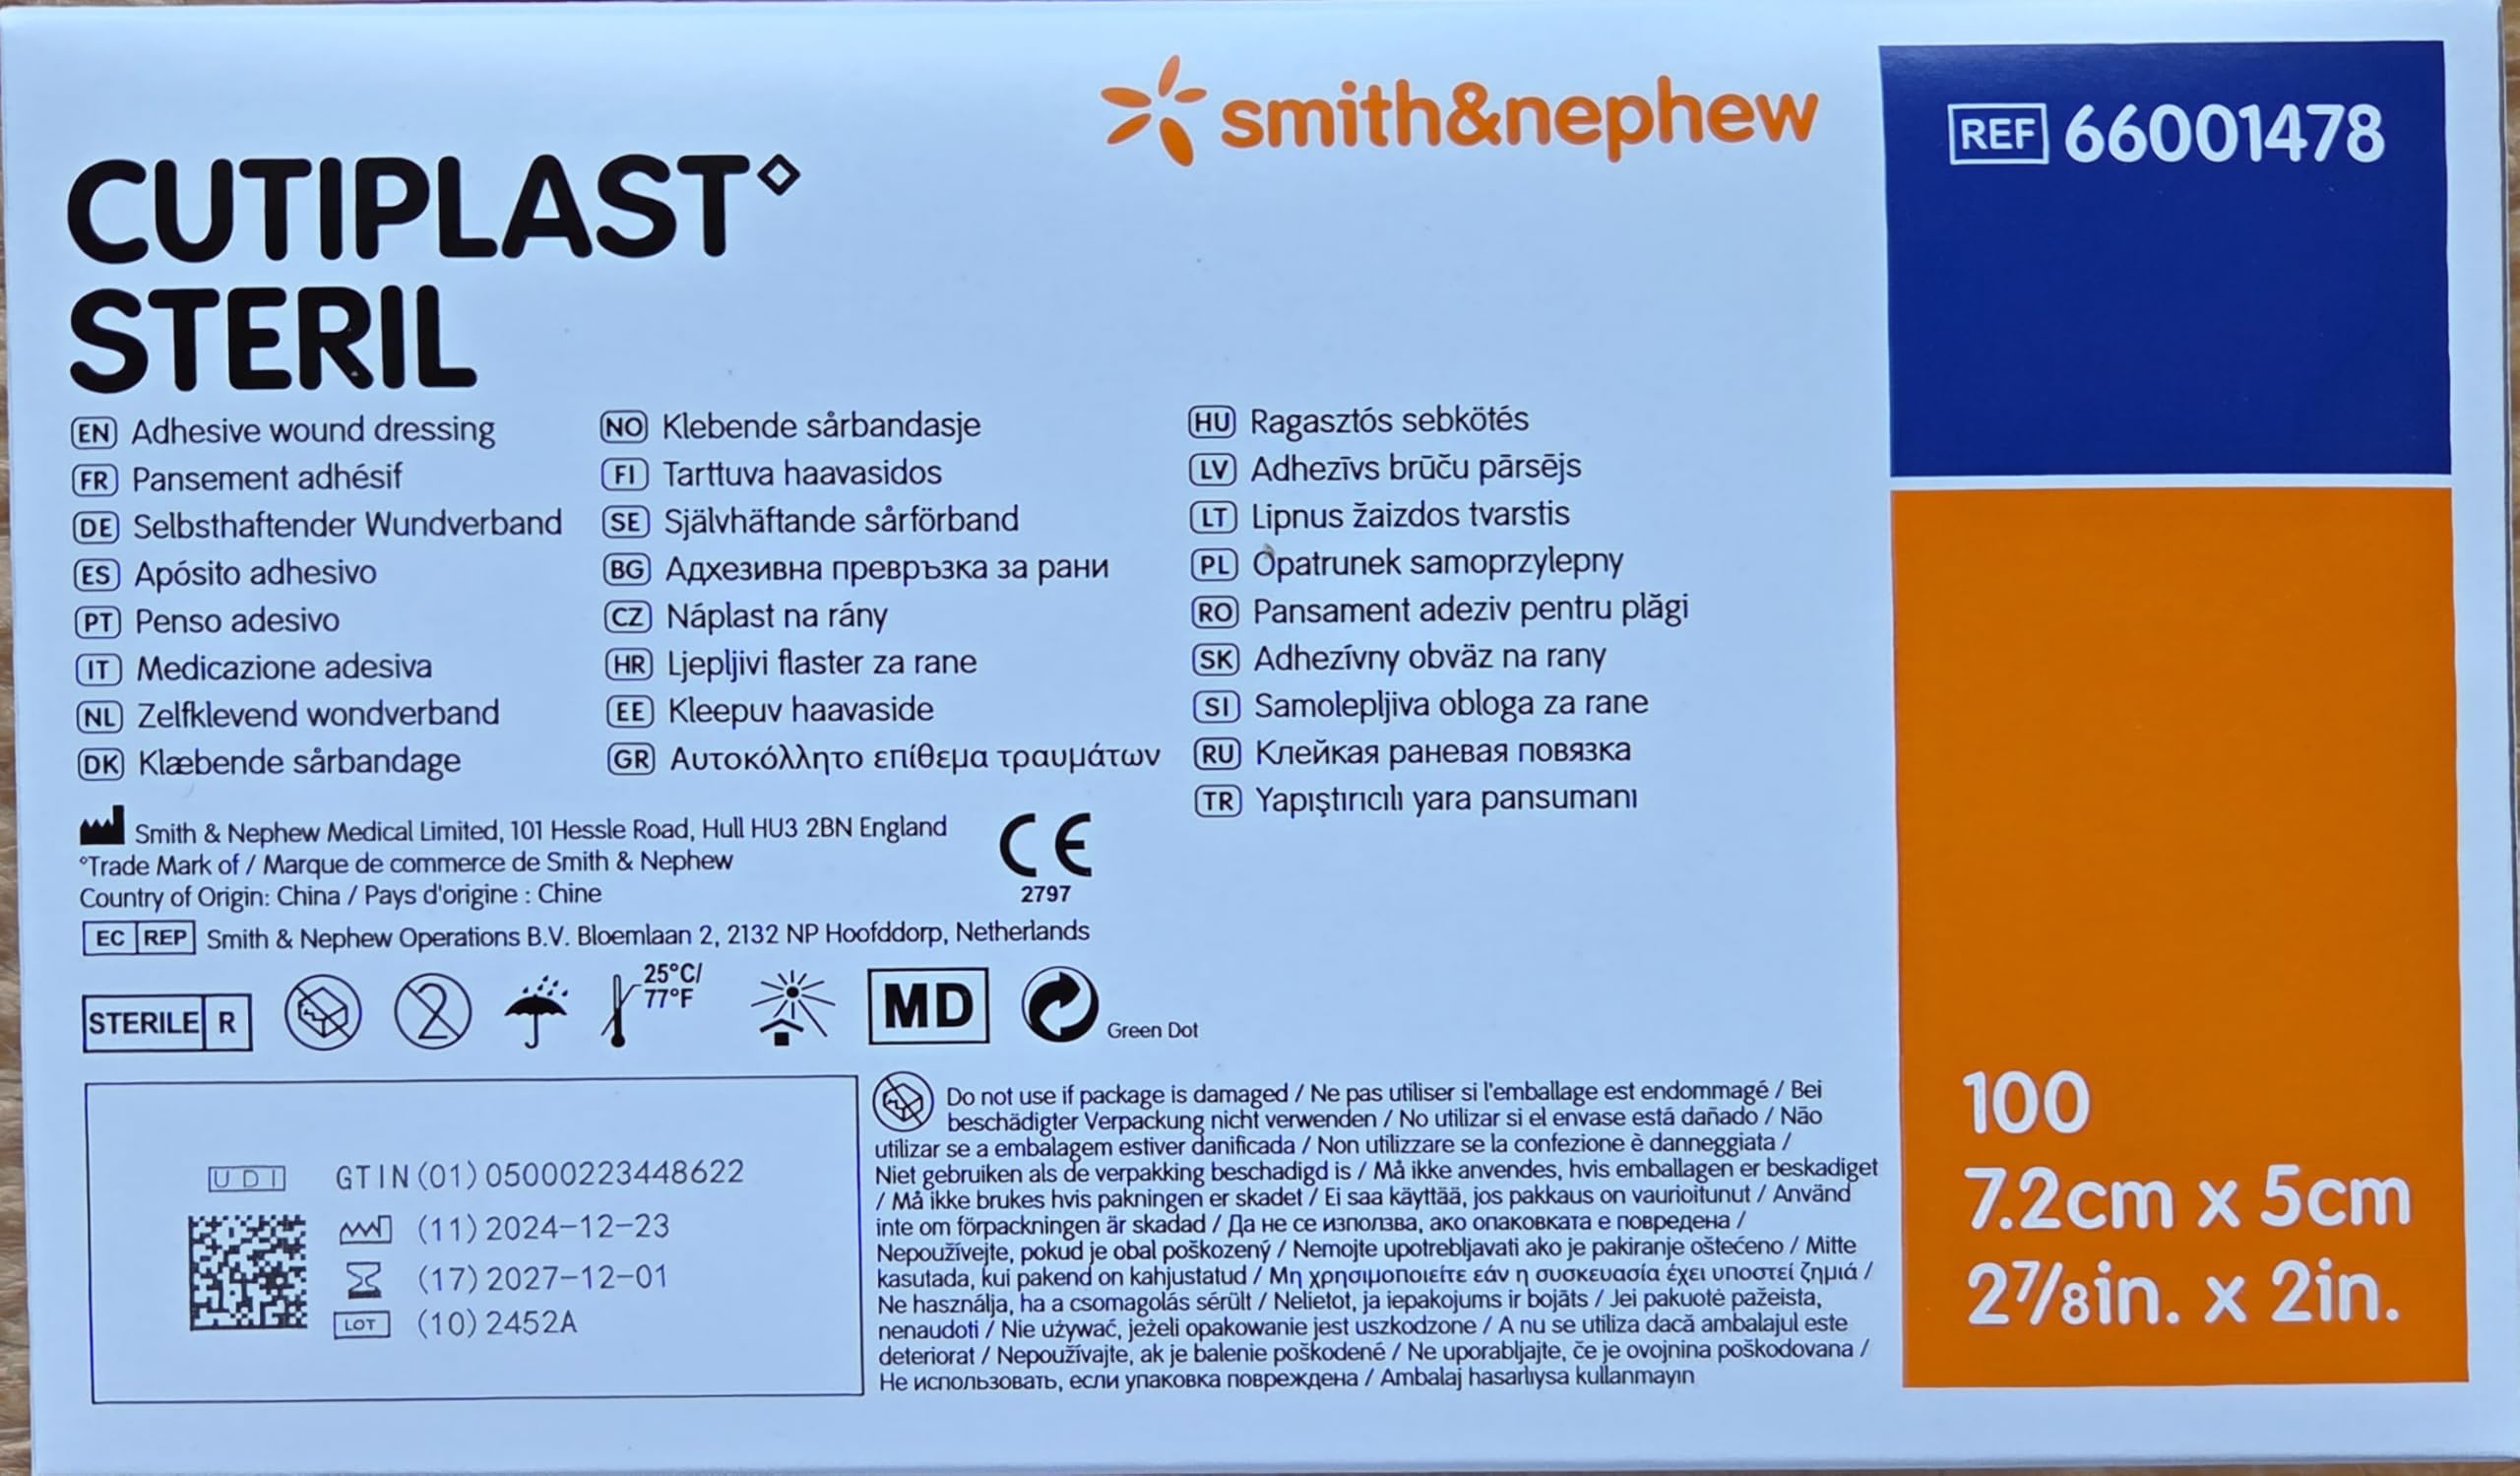 smith&nephew
REF 66001478
CUTIPLAST◇
STERIL
EN Adhesive wound dressing
FR Pansement adhésif
DE Selbsthaftender Wundverband
ES Apósito adhesivo
PT Penso adesivo
IT Medicazione adesiva
NL Zelfklevend wondverband
DK Klæbende sårbandage
NO Klebende sårbandasje
FI Tarttuva haavasidos
SE Självhäftande sårförband
BG Адхезивна превръзка за рани
CZ Náplast na rány
HR Ljepljivi flaster za rane
EE Kleepuv haavaside
GR Αυτοκόλλητο επίθεμα τραυμάτων
HU Ragasztós sebkötés
LV Adhezīvs brūču pārsējs
LT Lipnus žaizdos tvarstis
PL Opatrunek samoprzylepny
RO Pansament adeziv pentru plăgi
SK Adhezívny obväz na rany
SI Samolepljiva obloga za rane
RU Клейкая раневая повязка
TR Yapıştırıcılı yara pansumanı
Smith & Nephew Medical Limited, 101 Hessle Road, Hull HU3 2BN England
◇Trade Mark of / Marque de commerce de Smith & Nephew
Country of Origin: China / Pays d'origine : Chine
CE
2797
EC REP Smith & Nephew Operations B.V. Bloemlaan 2, 2132 NP Hoofddorp, Netherlands
STERILE R
2
25°C/
77°F
MD
Green Dot
UDI GTIN(01)05000223448622
(11)2024-12-23
(17)2027-12-01
LOT (10)2452A
Do not use if package is damaged / Ne pas utiliser si l'emballage est endommagé / Bei
beschädigter Verpackung nicht verwenden / No utilizar si el envase está dañado / Não
utilizar se a embalagem estiver danificada / Non utilizzare se la confezione è danneggiata /
Niet gebruiken als de verpakking beschadigd is / Må ikke anvendes, hvis emballagen er beskadiget
/ Må ikke brukes hvis pakningen er skadet / Ei saa käyttää, jos pakkaus on vaurioitunut / Använd
inte om förpackningen är skadad / Да не се използва, ако опаковката е повредена /
Nepoužívejte, pokud je obal poškozený / Nemojte upotrebljavati ako je pakiranje oštećeno / Mitte
kasutada, kui pakend on kahjustatud / Μη χρησιμοποιείτε εάν η συσκευασία έχει υποστεί ζημιά /
Ne használja, ha a csomagolás sérült / Nelietot, ja iepakojums ir bojāts / Jei pakuotė pažeista,
nenaudoti / Nie używać, jeżeli opakowanie jest uszkodzone / A nu se utiliza dacă ambalajul este
deteriorat / Nepoužívajte, ak je balenie poškodené / Ne uporabljajte, če je ovojnina poškodovana /
Не использовать, если упаковка повреждена / Ambalaj hasarlıysa kullanmayın
100
7.2cm x 5cm
2⅞in. x 2in.